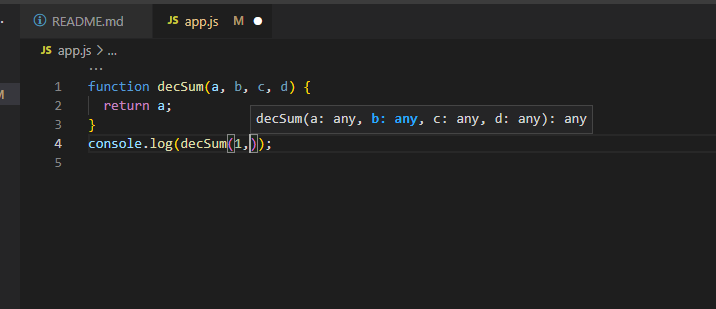 README.md
JS app.js M
JS app.js > ...
...
1 function decSum(a, b, c, d) {
2 return a;
decSum(a: any, b: any, c: any, d: any): any
3 }
4 console.log(decSum(1,));
5
M